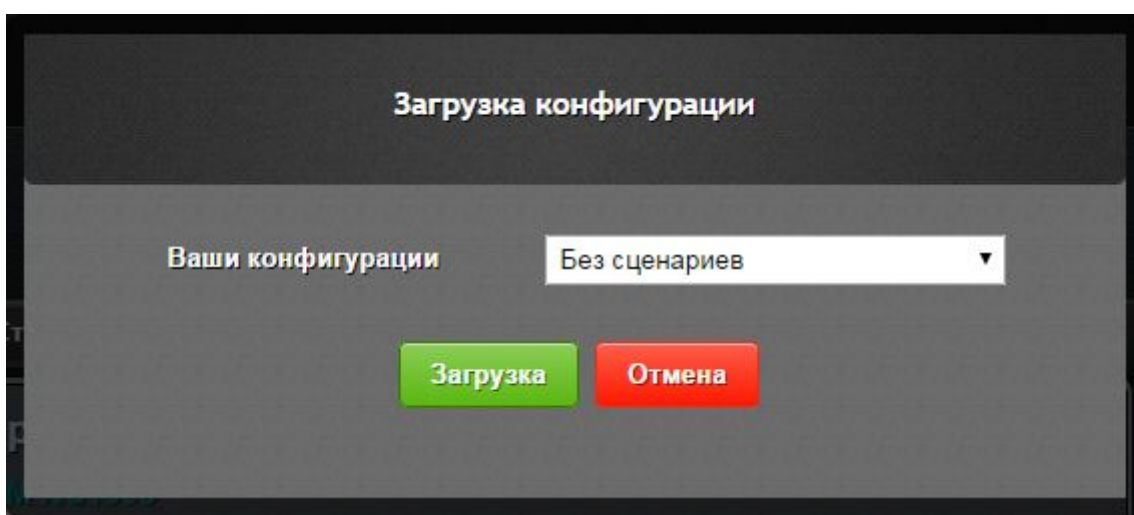 Загрузка конфигурации
Ваши конфигурации
Без сценариев
Загрузка
Отмена